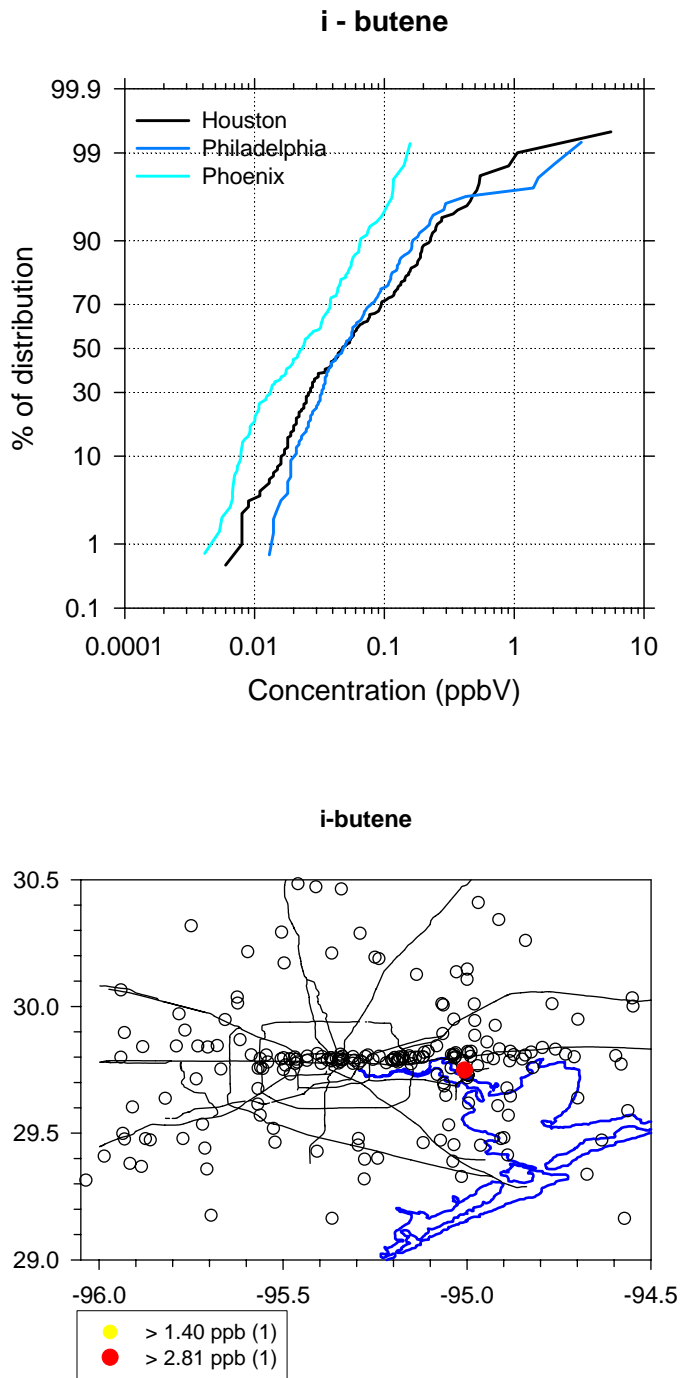 i - butene
99.9
99
90
70
50
30
10
1
0.1
% of distribution
Houston
Philadelphia
Phoenix
0.0001
0.01
0.1
1
10
Concentration (ppbV)
i-butene
30.5
30.0
29.5
29.0
-96.0
-95.5
-95.0
-94.5
> 1.40 ppb (1)
> 2.81 ppb (1)